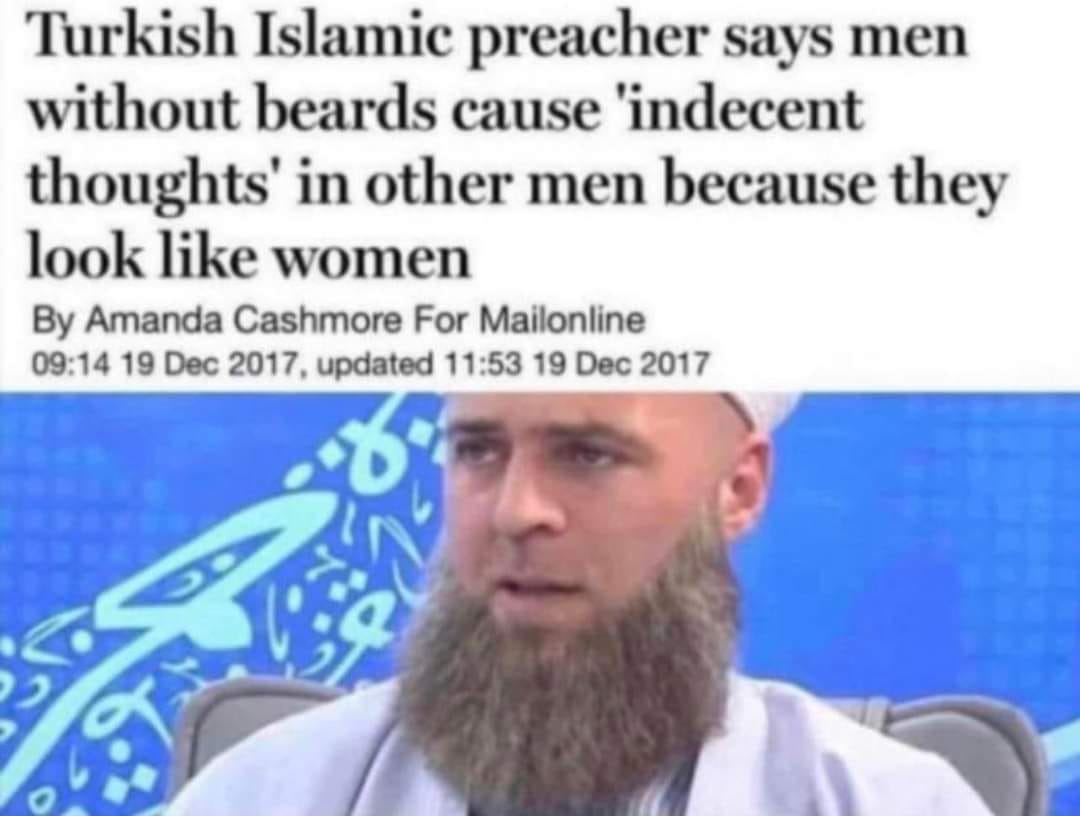 Turkish Islamic preacher says men
without beards cause 'indecent
thoughts' in other men because they
look like women
By Amanda Cashmore For Mailonline
09:14 19 Dec 2017, updated 11:53 19 Dec 2017